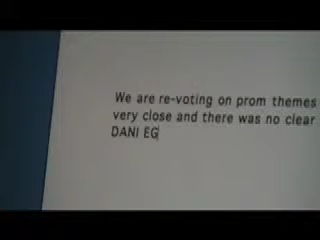 We are re-voting on prom themes
very close and there was no clear
DANI EG